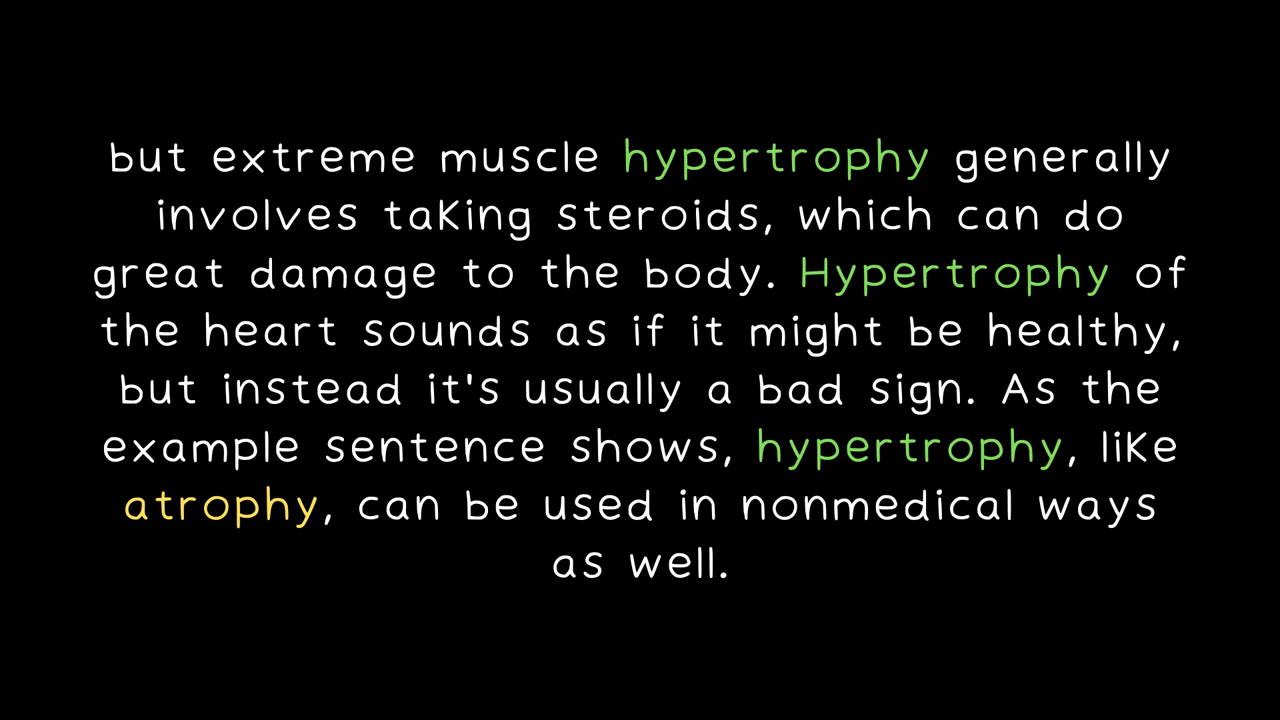 but extreme muscle hypertrophy generally
involves taking steroids, which can do
great damage to the body. Hypertrophy of
the heart sounds as if it might be healthy,
but instead it's usually a bad sign. As the
example sentence shows, hypertrophy, like
atrophy, can be used in nonmedical ways
as well.